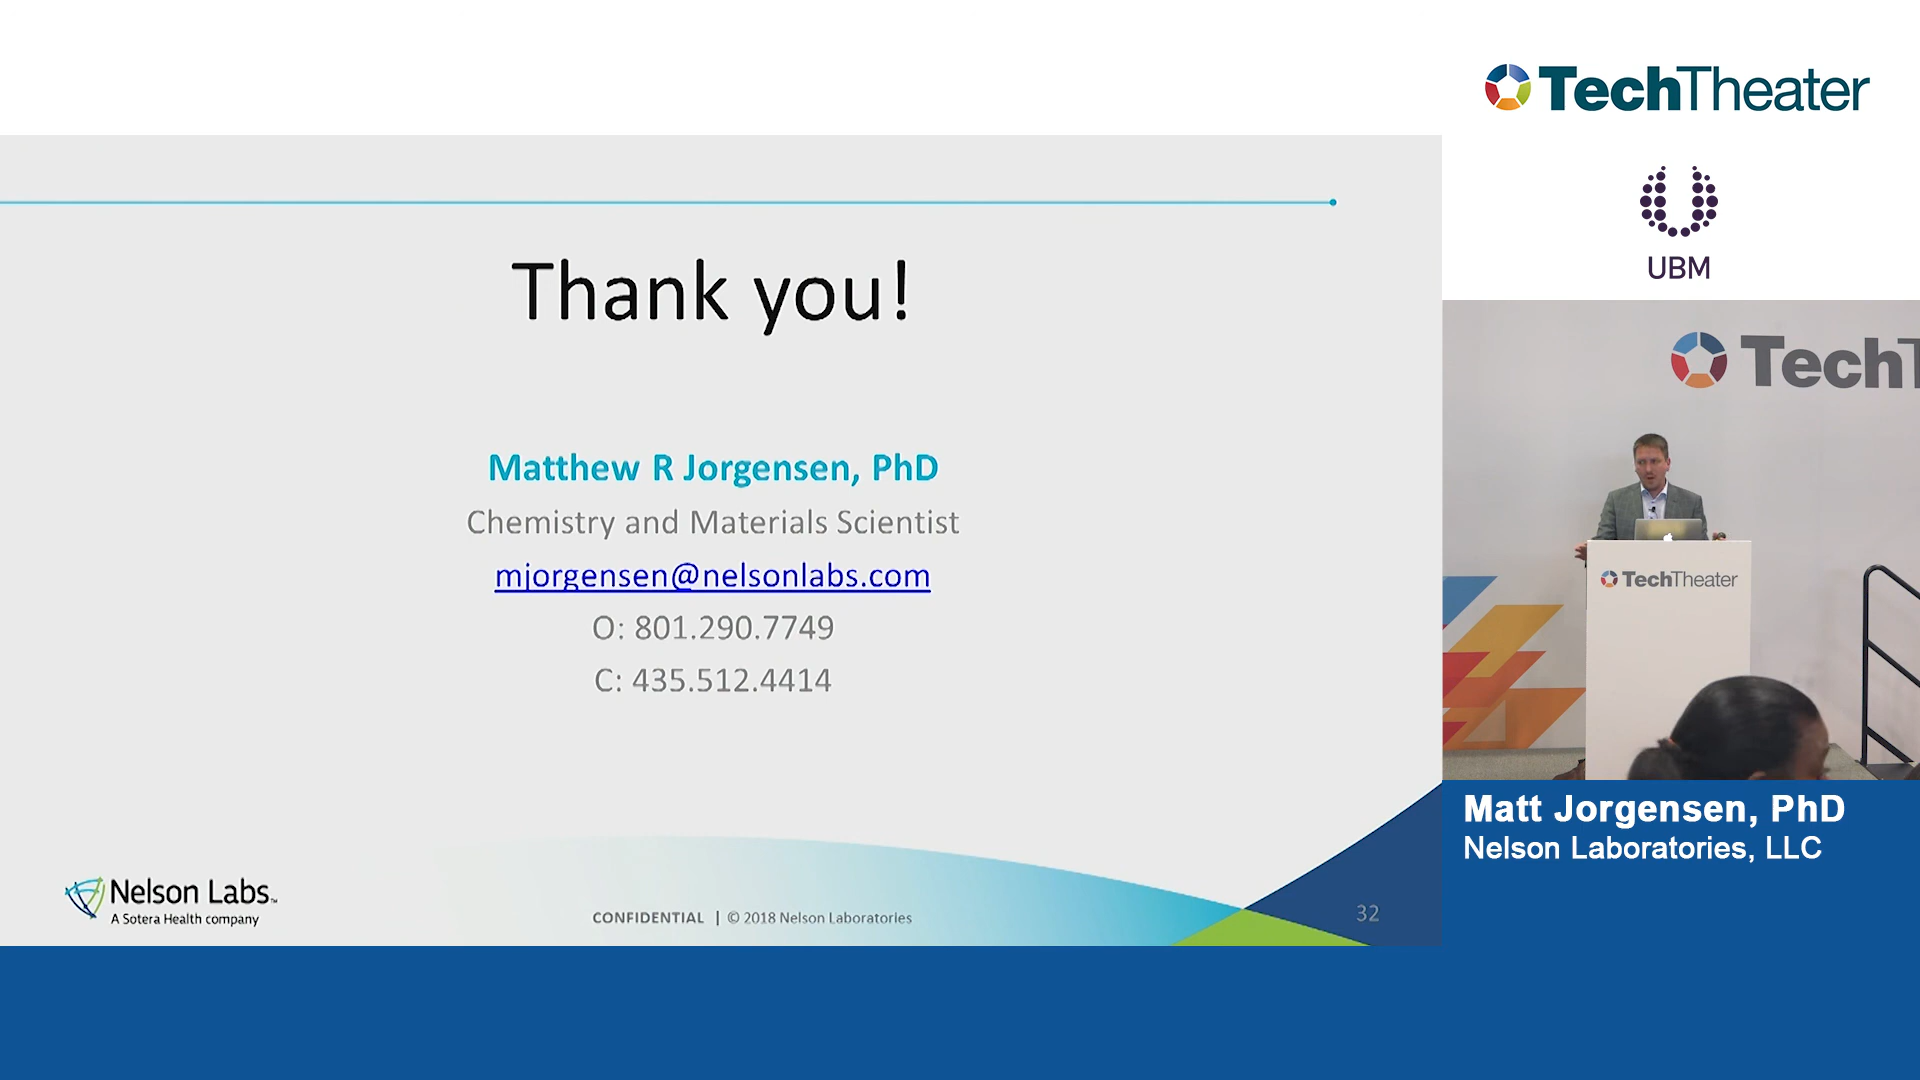 TechTheater
UBM
Thank you!
Matthew R Jorgensen, PhD
Chemistry and Materials Scientist
mjorgensen@nelsonlabs.com
O: 801.290.7749
C: 435.512.4414
Nelson Labs™
A Sotera Health company
CONFIDENTIAL | © 2018 Nelson Laboratories
32
TechT
TechTheater
Matt Jorgensen, PhD
Nelson Laboratories, LLC